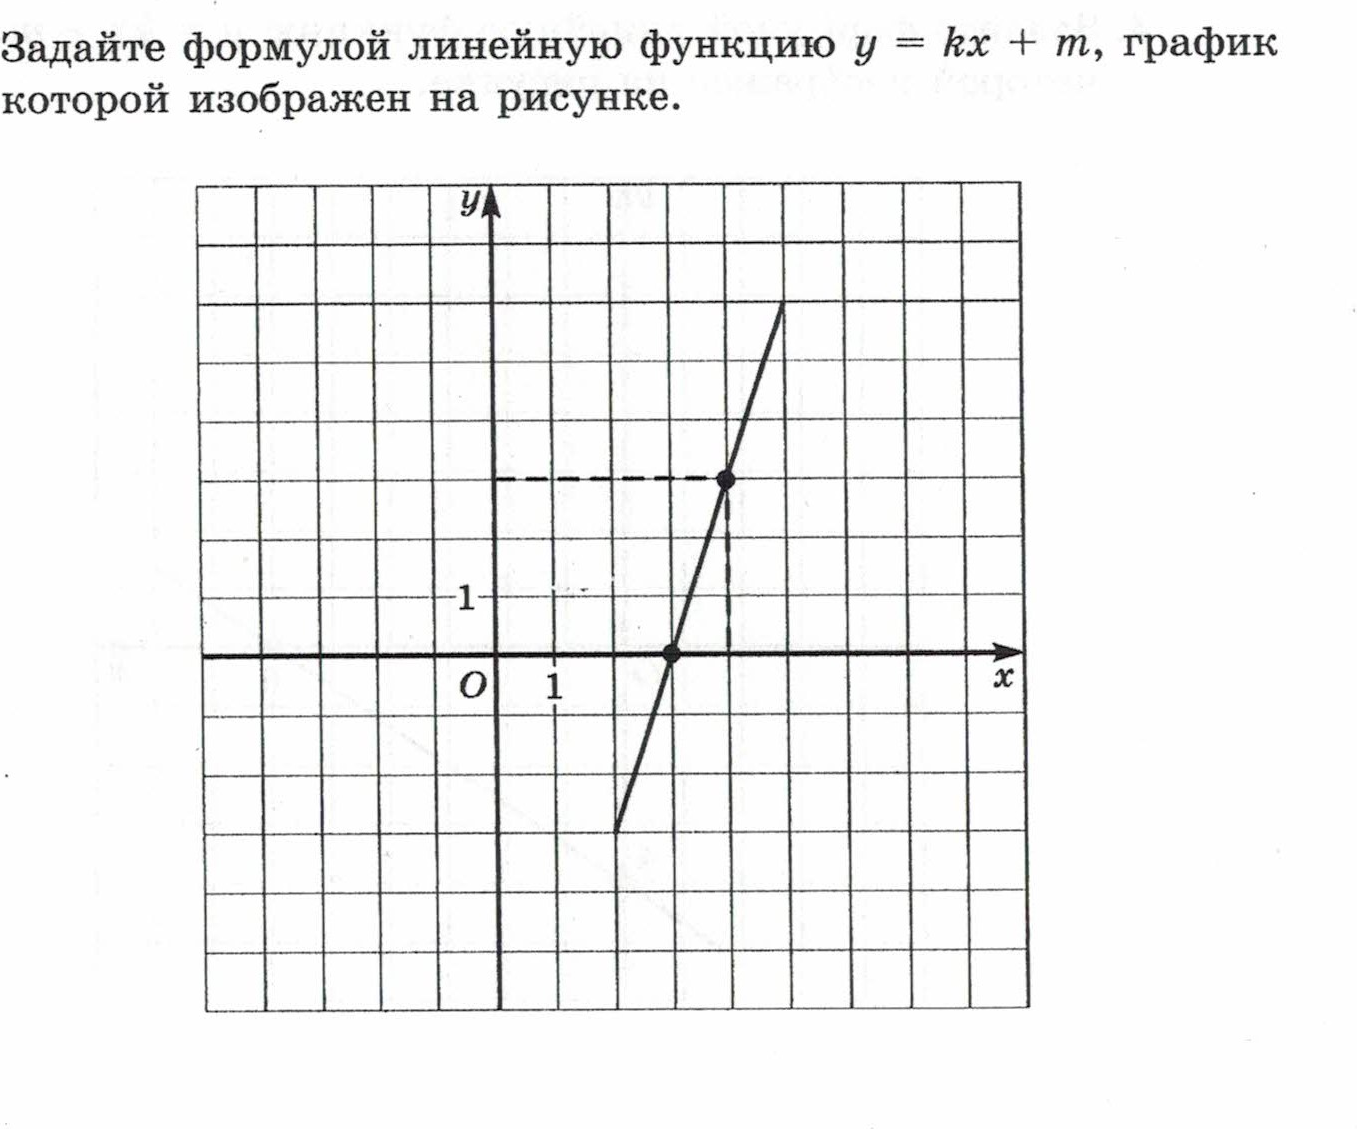 Задайте формулой линейную функцию y = kx + m, график
которой изображен на рисунке.
y
1
O 1 x